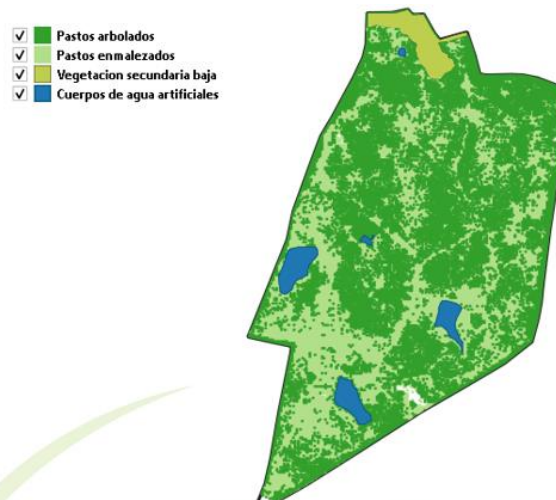 Pastos arbolados
Pastos enmalezados
Vegetacion secundaria baja
Cuerpos de agua artificiales